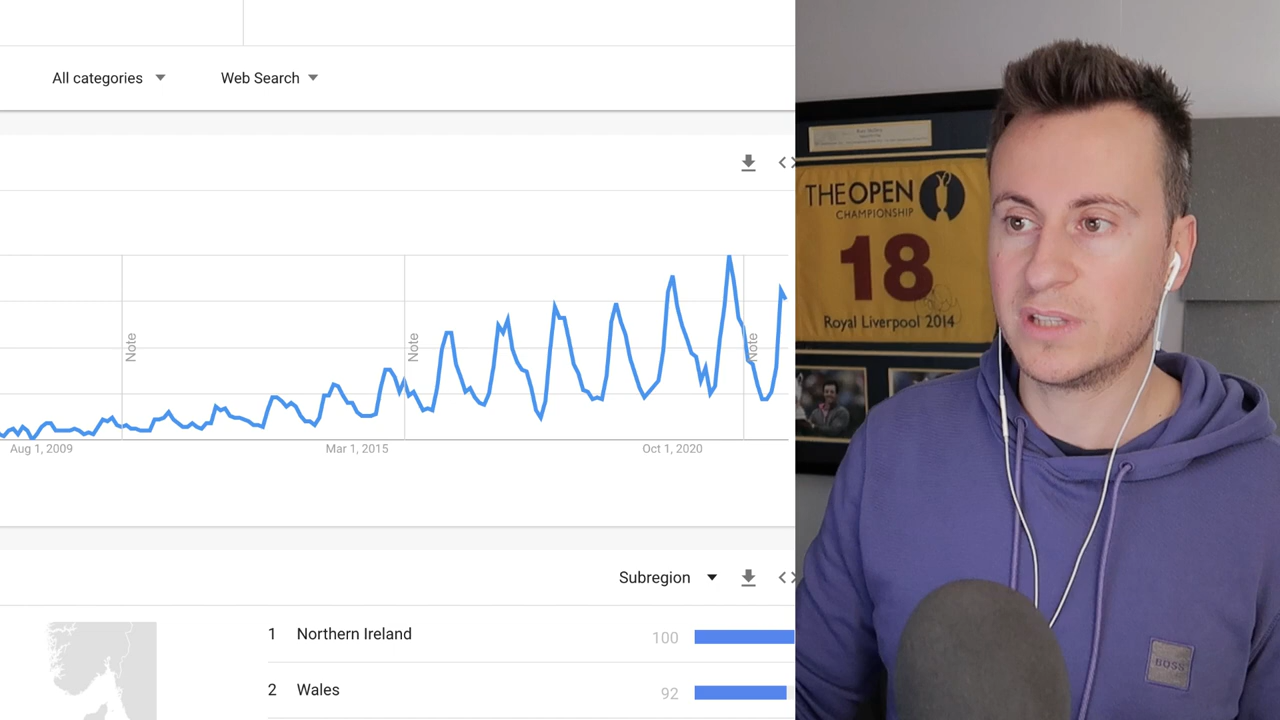 All categories
Web Search
Note
Note
Note
Aug 1, 2009
Mar 1, 2015
Oct 1, 2020
Subregion
1 Northern Ireland 100
2 Wales 92
THE OPEN
CHAMPIONSHIP
18
Royal Liverpool 2014
BOSS